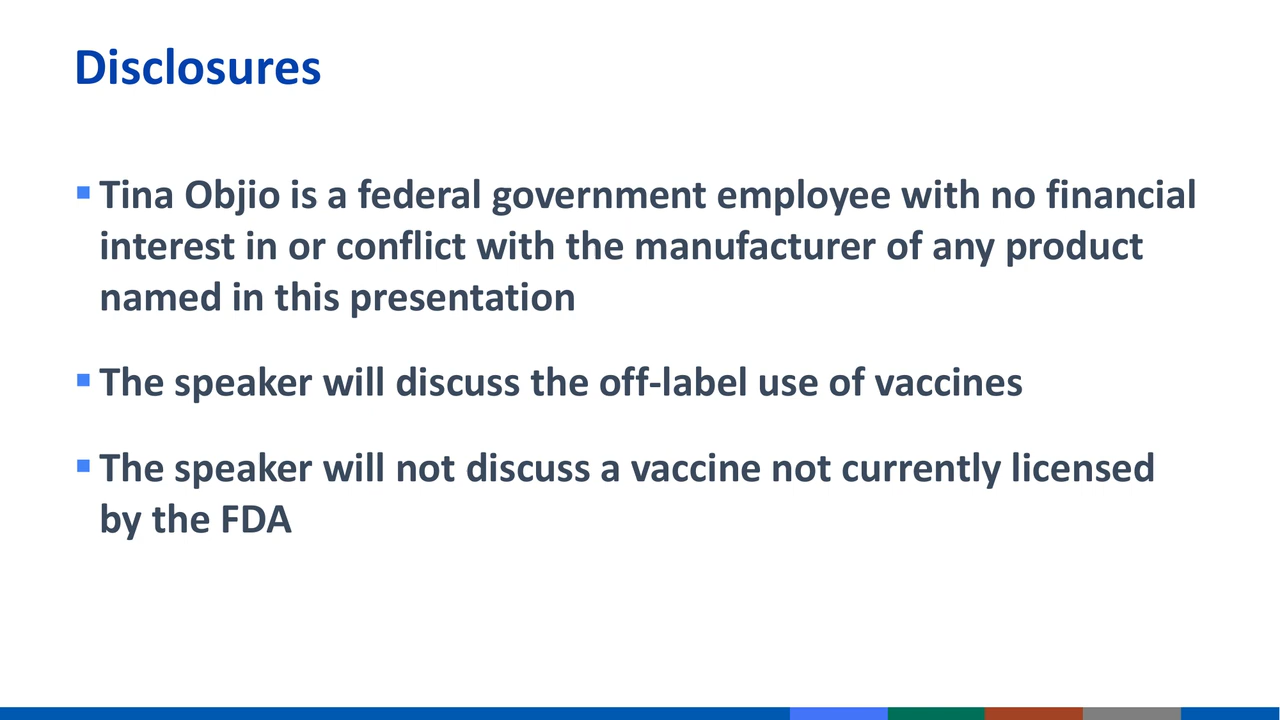 Disclosures
Tina Objio is a federal government employee with no financial
interest in or conflict with the manufacturer of any product
named in this presentation
The speaker will discuss the off-label use of vaccines
The speaker will not discuss a vaccine not currently licensed
by the FDA